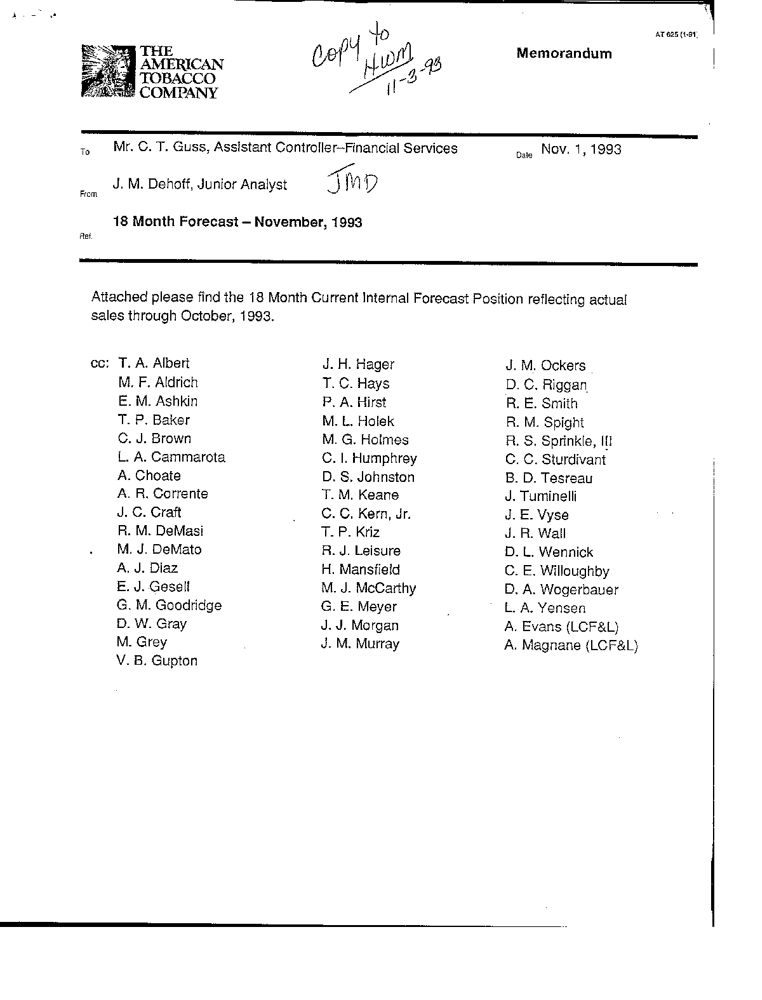 AT 625 (1-91)
Copy to
HWM
11-3-93
THE
AMERICAN
TOBACCO
COMPANY
Memorandum
To Mr. C. T. Guss, Assistant Controller–Financial Services
Date Nov. 1, 1993
From J. M. Dehoff, Junior Analyst JMD
Ref. 18 Month Forecast – November, 1993
Attached please find the 18 Month Current Internal Forecast Position reflecting actual
sales through October, 1993.
cc: T. A. Albert
M. F. Aldrich
E. M. Ashkin
T. P. Baker
C. J. Brown
L. A. Cammarota
A. Choate
A. R. Corrente
J. C. Craft
R. M. DeMasi
M. J. DeMato
A. J. Diaz
E. J. Gesell
G. M. Goodridge
D. W. Gray
M. Grey
V. B. Gupton
J. H. Hager
T. C. Hays
P. A. Hirst
M. L. Holek
M. G. Holmes
C. I. Humphrey
D. S. Johnston
T. M. Keane
C. C. Kern, Jr.
T. P. Kriz
R. J. Leisure
H. Mansfield
M. J. McCarthy
G. E. Meyer
J. J. Morgan
J. M. Murray
J. M. Ockers
D. C. Riggan
R. E. Smith
R. M. Spight
R. S. Sprinkle, III
C. C. Sturdivant
B. D. Tesreau
J. Tuminelli
J. E. Vyse
J. R. Wall
D. L. Wennick
C. E. Willoughby
D. A. Wogerbauer
L. A. Yensen
A. Evans (LCF&L)
A. Magnane (LCF&L)